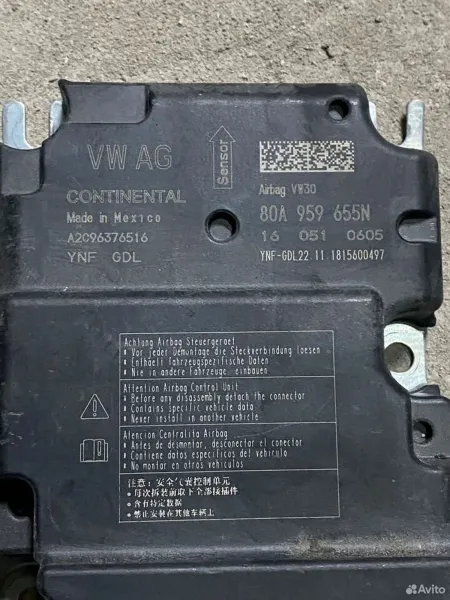 VW AG
Sensor
CONTINENTAL
Made in Mexico
A2C96376516
YNF GDL
Airbag VW30
80A 959 655N
16 051 0605
YNF-GDL22.11.1815600497
Achtung Airbag Steuergeraet
* Vor jeder Demontage die Steckverbindung loesen
* Enthaelt fahrzeugspezifische Daten
* Nie in andere Fahrzeuge einbauen
Attention Airbag Control Unit
* Before any disassembly detach the connector
* Contains specific vehicle data
* Never install in another vehicle
Atencion Centralita Airbag
* Antes de desmontar, desconectar el conector
* Contiene datos especificos del vehiculo
* No montar en otros vehiculos
注意：安全气囊控制单元
* 每次拆装前取下全部接插件
* 含有特定数据
* 禁止安装在其他车辆上
Avito